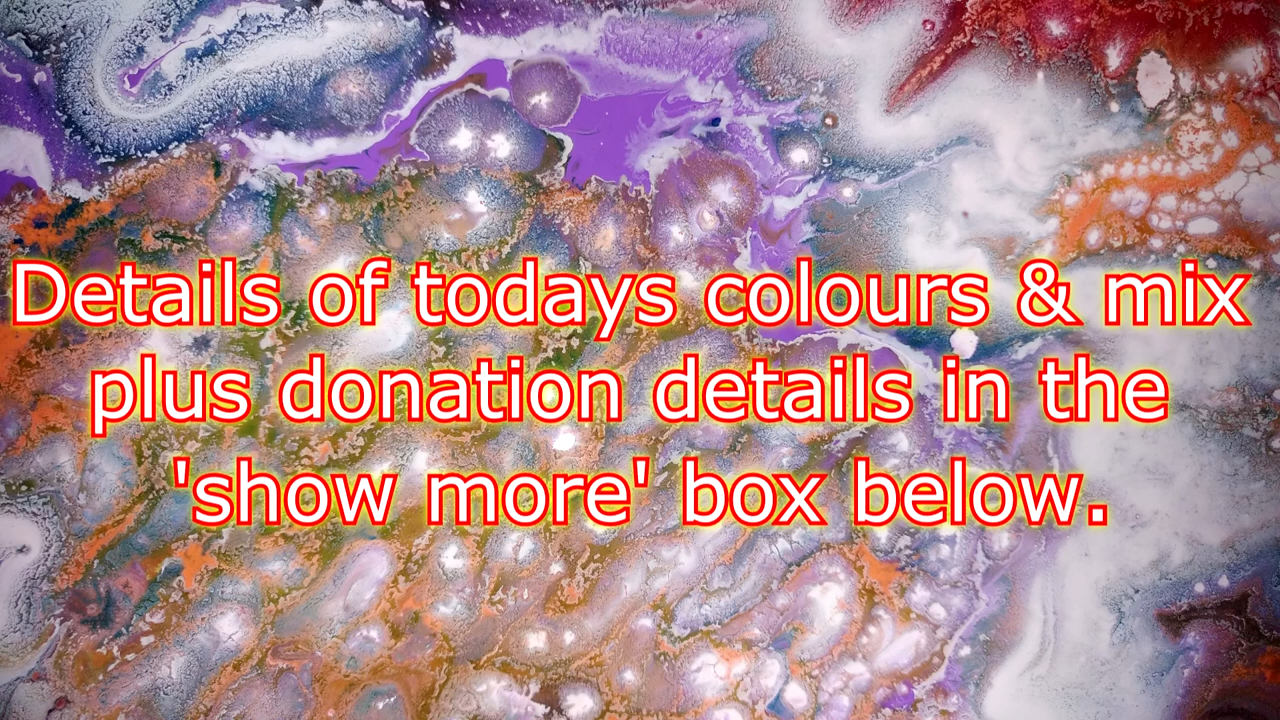 Details of todays colours & mix
plus donation details in the
'show more' box below.